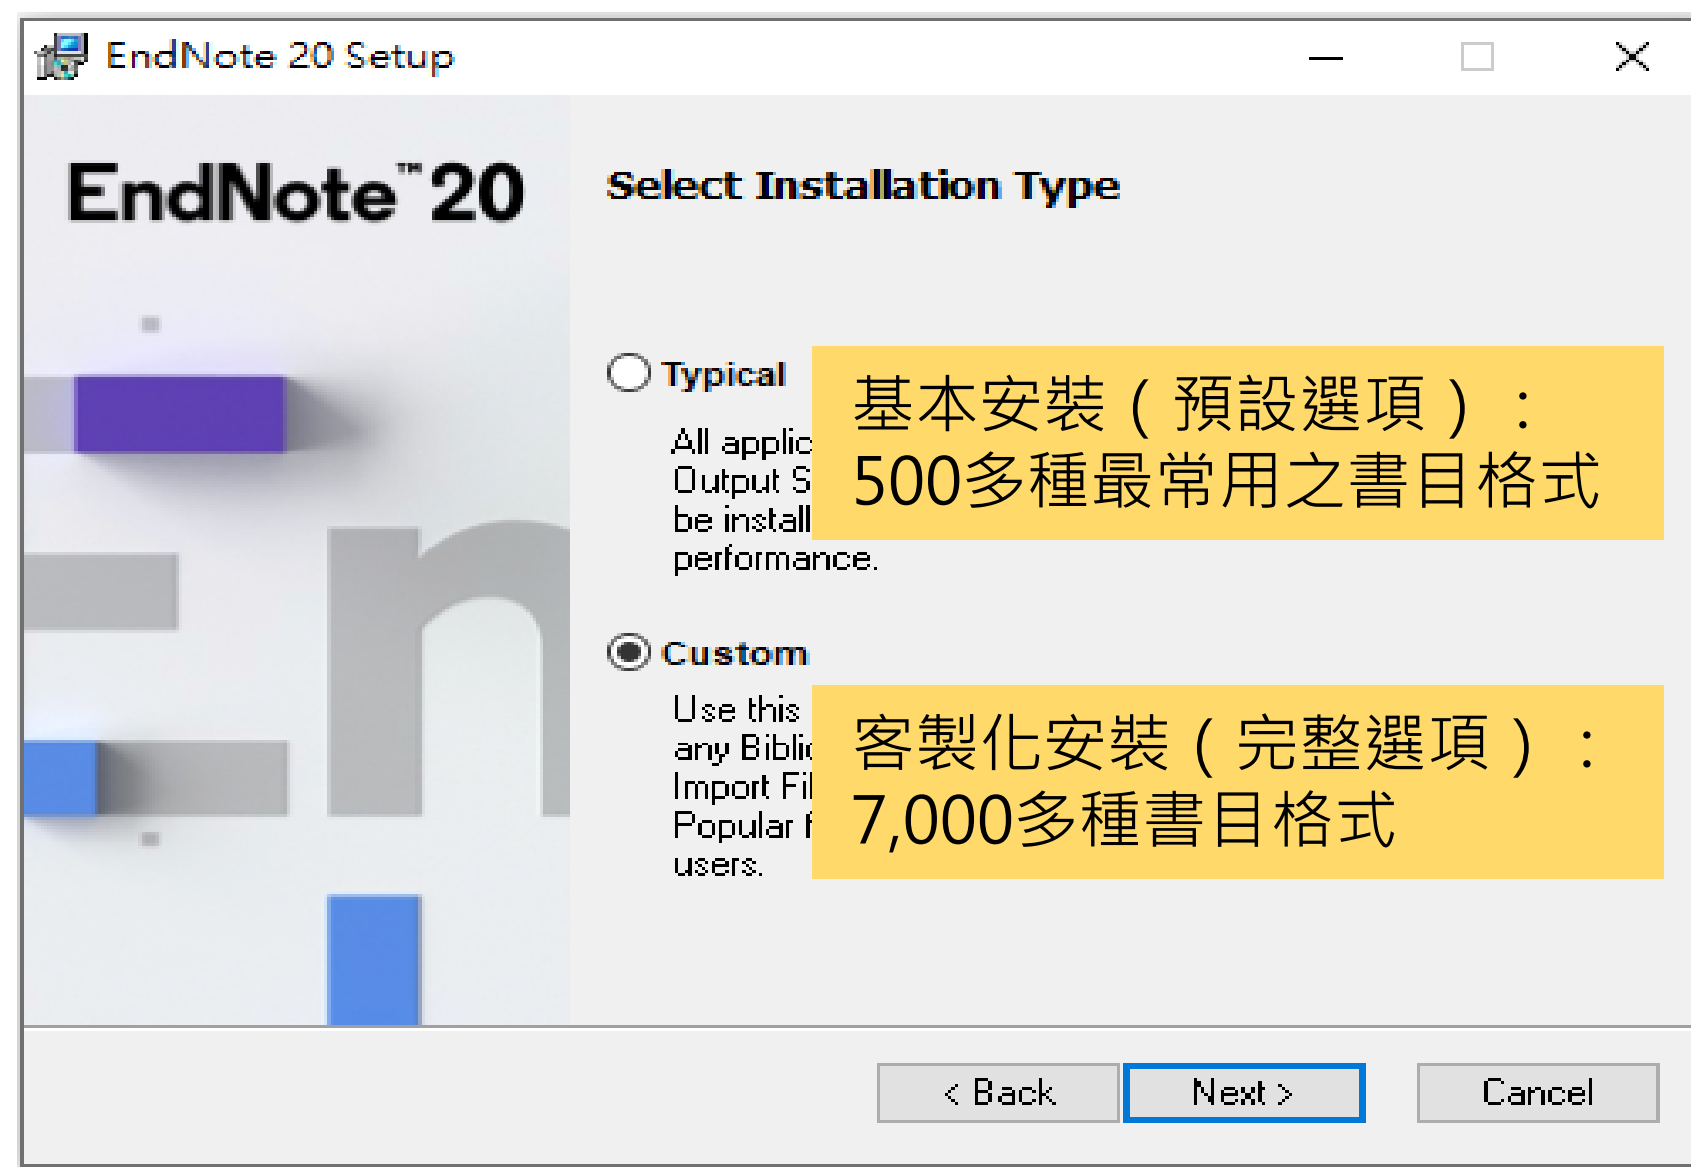 EndNote 20 Setup
EndNote™ 20
Select Installation Type
Typical
基本安裝（預設選項）：
500多種最常用之書目格式
All applic
Output S
be install
performance.
Custom
客製化安裝（完整選項）：
7,000多種書目格式
Use this
any Biblio
Import Fil
Popular f
users.
< Back
Next >
Cancel